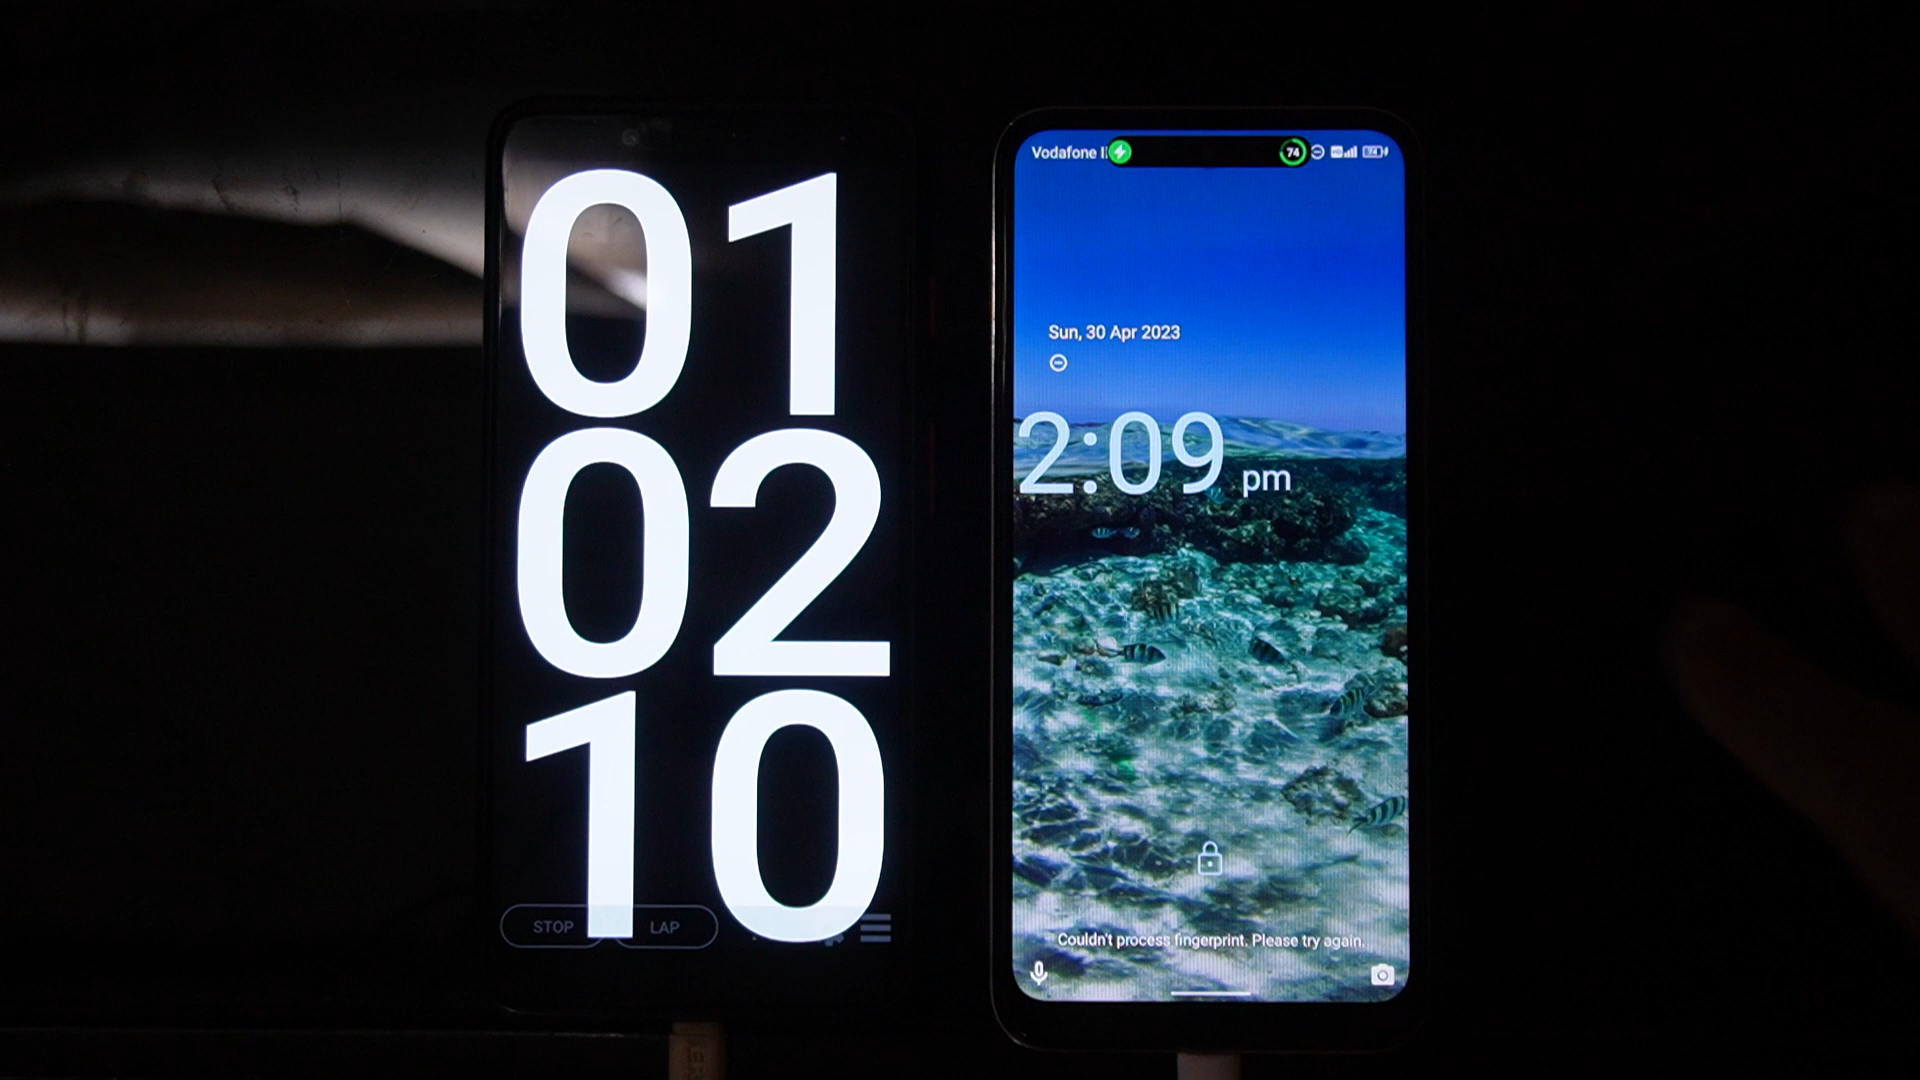 01
02
10
STOP
LAP
Vodafone
74
74
Sun, 30 Apr 2023
2:09 pm
Couldn't process fingerprint. Please try again.